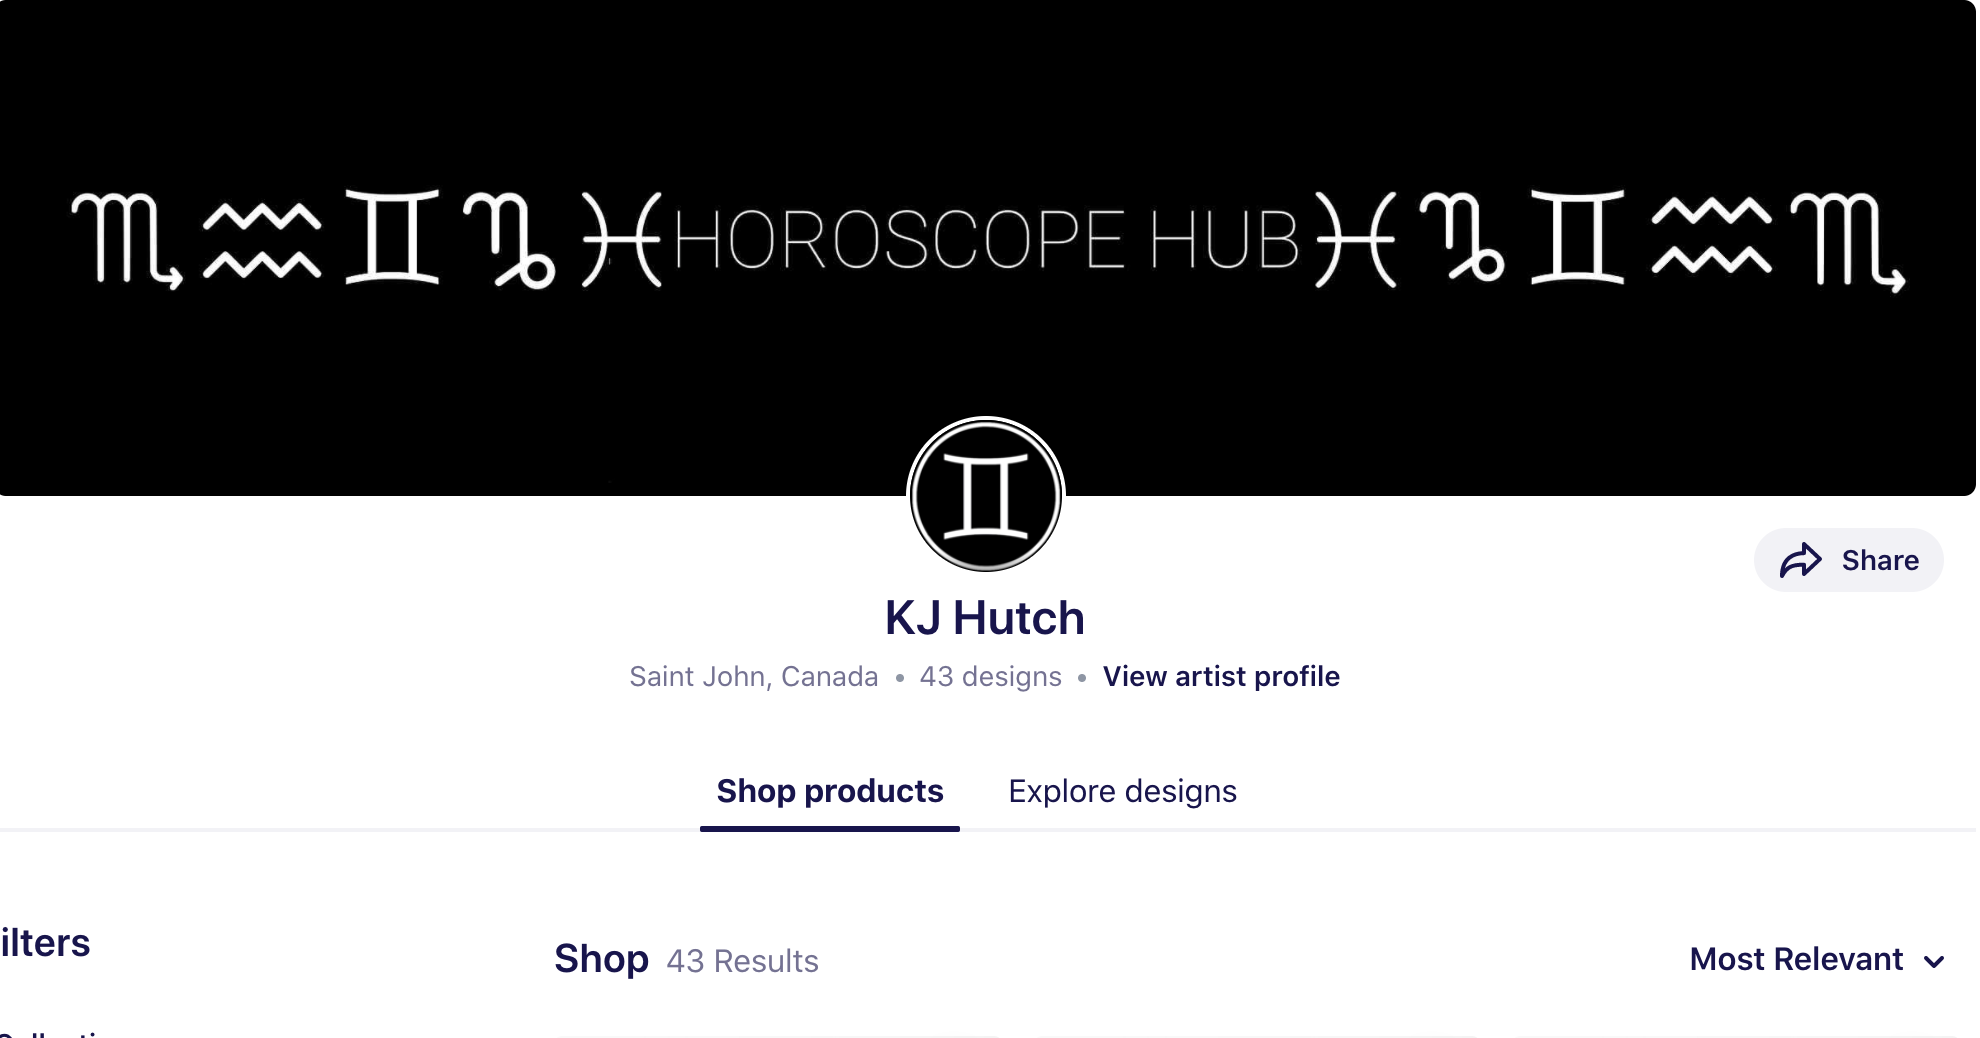 ♏♒♊♑♓HOROSCOPE HUB♓♑♊♒♏
♊
Share
KJ Hutch
Saint John, Canada • 43 designs • View artist profile
Shop products Explore designs
ilters
Shop 43 Results
Most Relevant